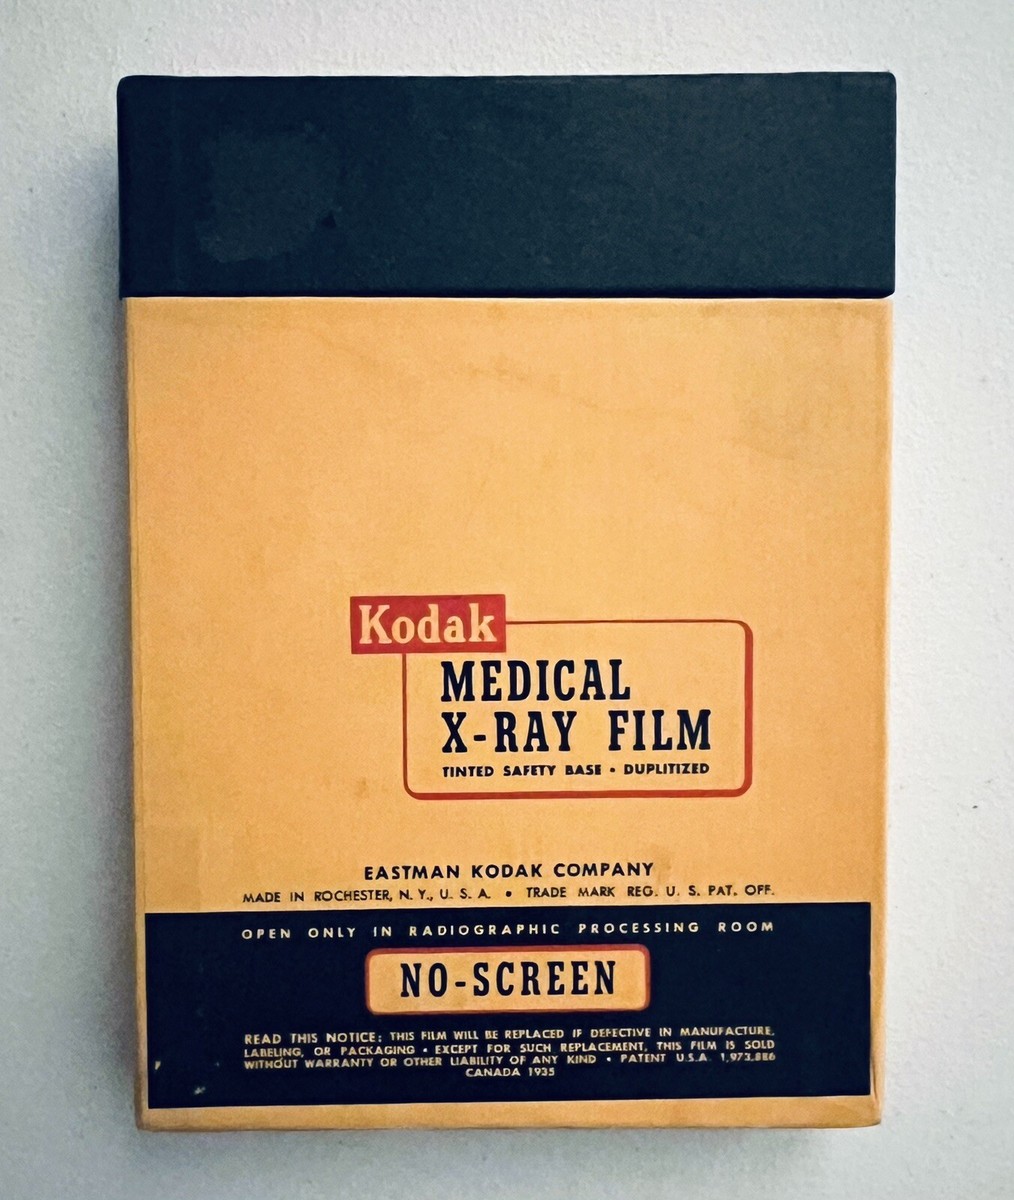 Kodak
MEDICAL
X-RAY FILM
TINTED SAFETY BASE • DUPLITIZED
EASTMAN KODAK COMPANY
MADE IN ROCHESTER, N. Y., U. S. A. • TRADE MARK REG. U. S. PAT. OFF.
OPEN ONLY IN RADIOGRAPHIC PROCESSING ROOM
NO-SCREEN
READ THIS NOTICE: THIS FILM WILL BE REPLACED IF DEFECTIVE IN MANUFACTURE,
LABELING, OR PACKAGING • EXCEPT FOR SUCH REPLACEMENT, THIS FILM IS SOLD
WITHOUT WARRANTY OR OTHER LIABILITY OF ANY KIND • PATENT U.S.A. 1,973,886
CANADA 1935